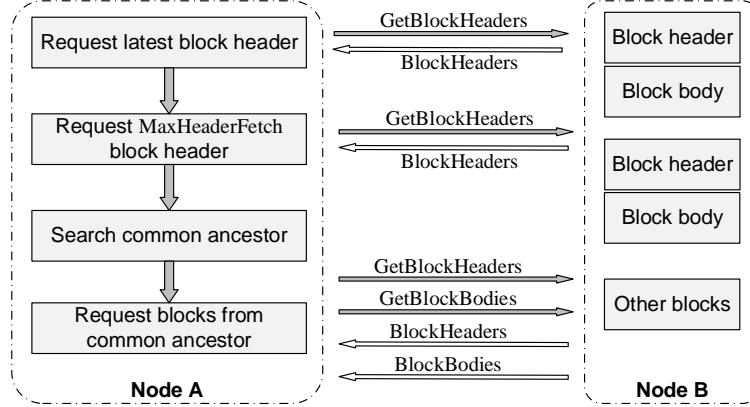 Request latest block header
GetBlockHeaders
BlockHeaders
Block header
Block body
Request MaxHeaderFetch
block header
GetBlockHeaders
BlockHeaders
Block header
Block body
Search common ancestor
GetBlockHeaders
GetBlockBodies
BlockHeaders
BlockBodies
Request blocks from
common ancestor
Other blocks
Node A
Node B